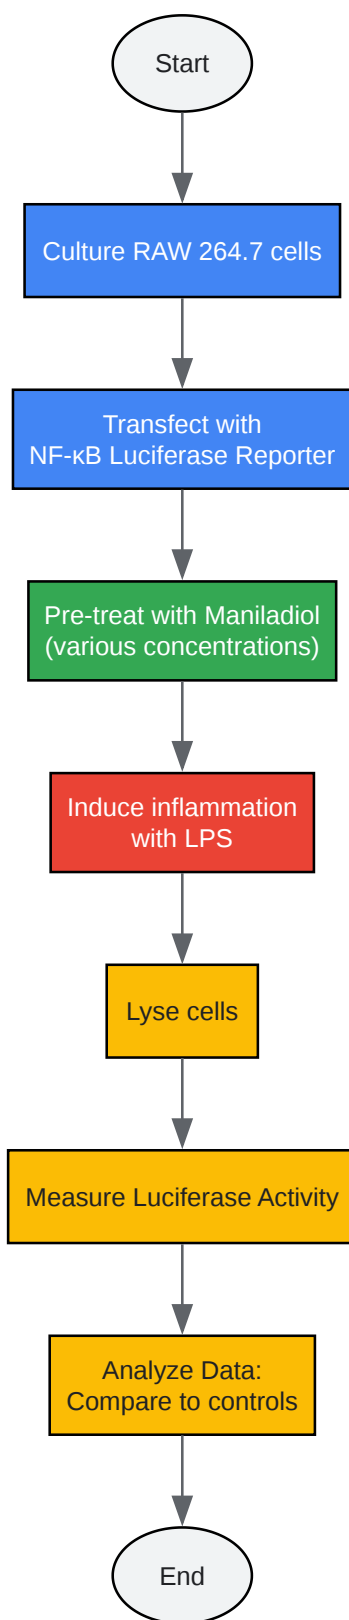 Start
Culture RAW 264.7 cells
Transfect with
NF-κB Luciferase Reporter
Pre-treat with Maniladiol
(various concentrations)
Induce inflammation
with LPS
Lyse cells
Measure Luciferase Activity
Analyze Data:
Compare to controls
End